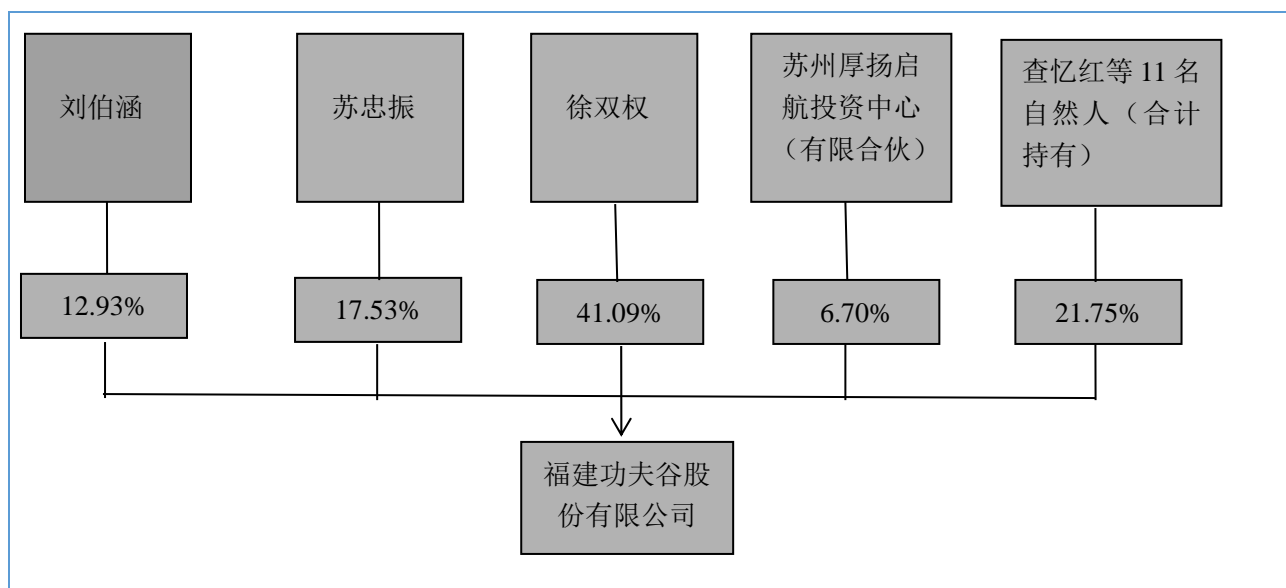 刘伯涵
苏忠振
徐双权
苏州厚扬启
航投资中心
（有限合伙）
查忆红等 11 名
自然人（合计
持有）
12.93%
17.53%
41.09%
6.70%
21.75%
福建功夫谷股
份有限公司